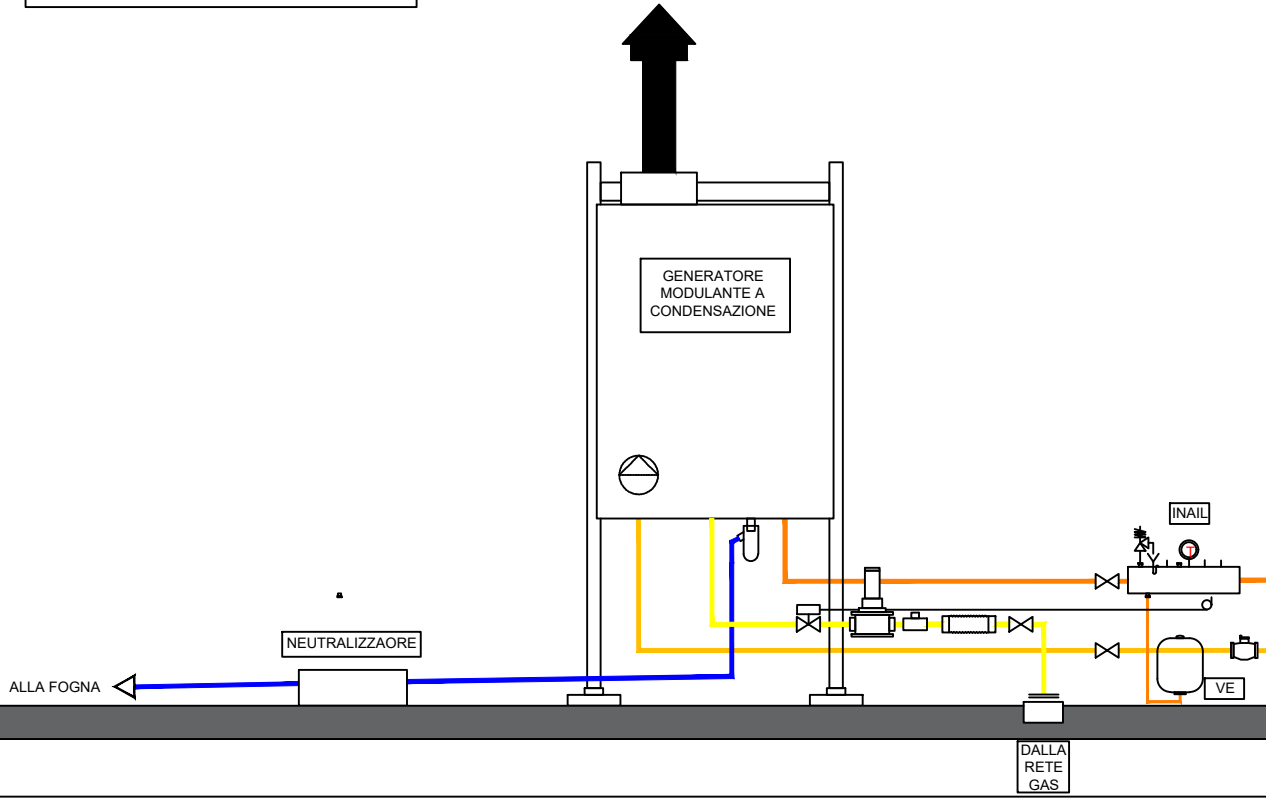 GENERATORE
MODULANTE A
CONDENSAZIONE
INAIL
T
NEUTRALIZZAORE
ALLA FOGNA
VE
DALLA
RETE
GAS